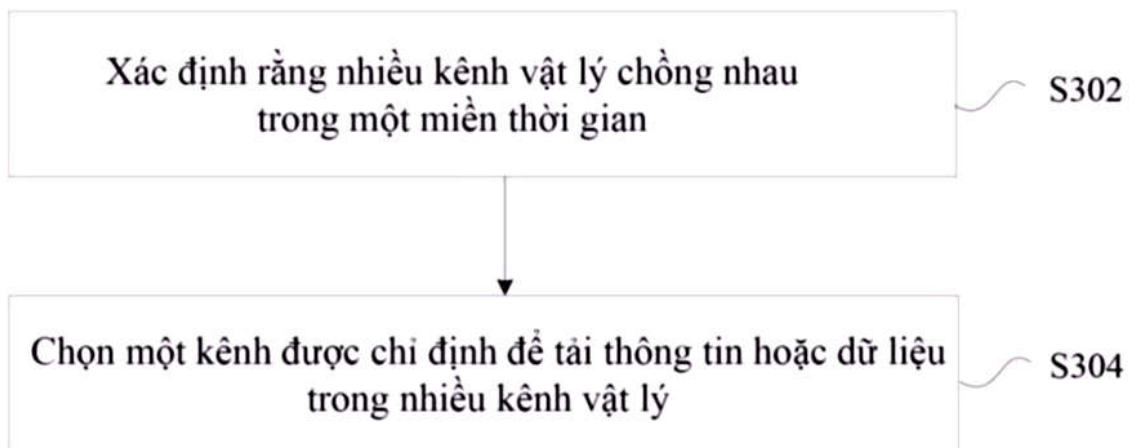 Xác định rằng nhiều kênh vật lý chồng nhau
trong một miền thời gian
S302
Chọn một kênh được chỉ định để tải thông tin hoặc dữ liệu
trong nhiều kênh vật lý
S304